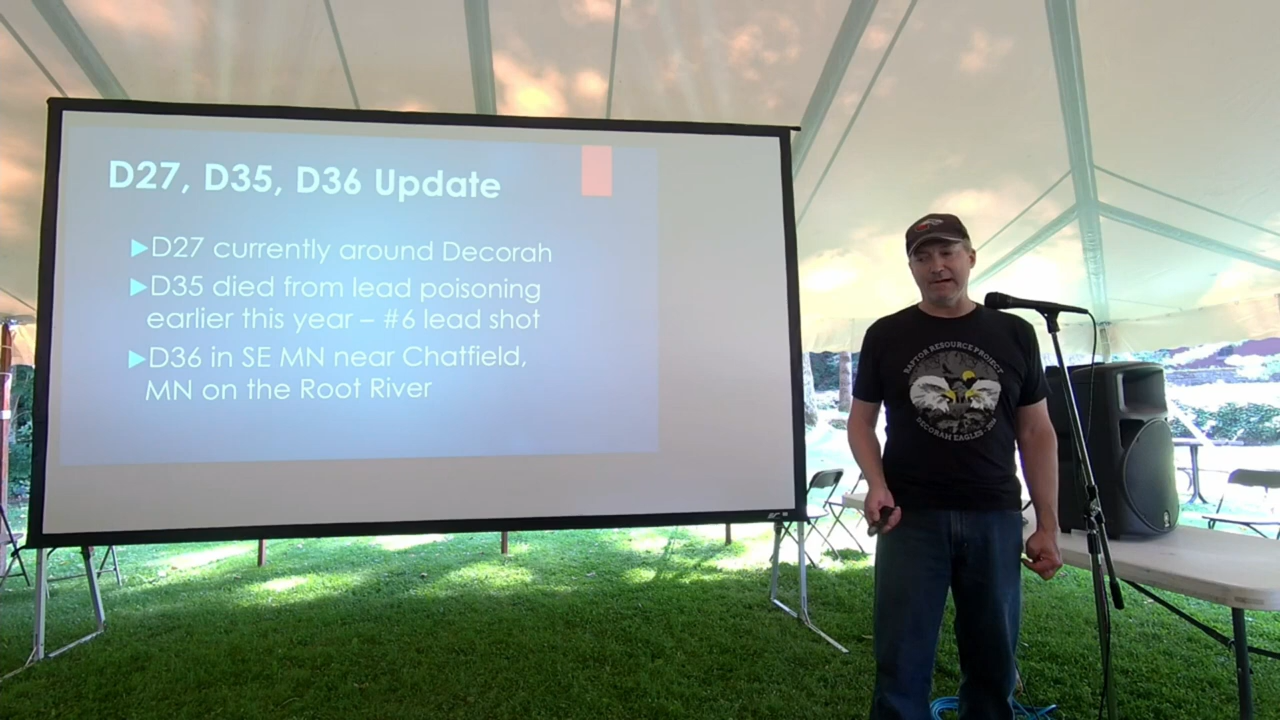 D27, D35, D36 Update
D27 currently around Decorah
D35 died from lead poisoning
earlier this year – #6 lead shot
D36 in SE MN near Chatfield,
MN on the Root River
RAPTOR RESOURCE PROJECT
DECORAH EAGLES